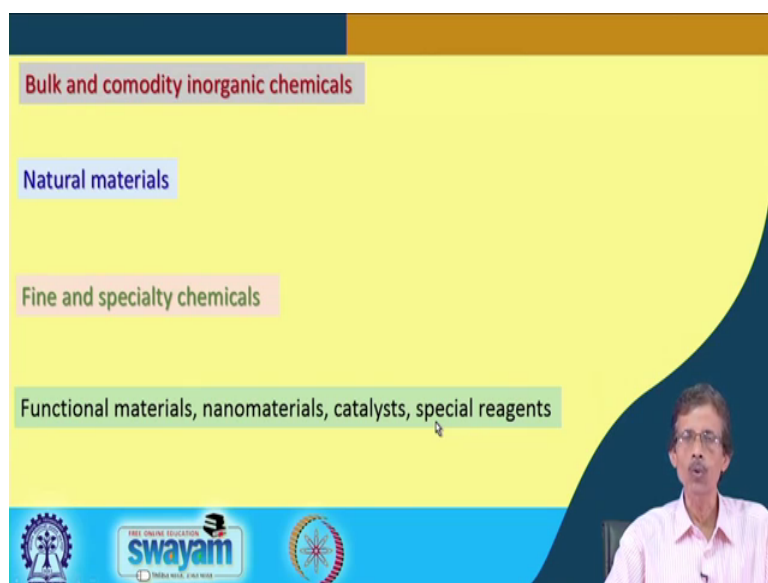 Bulk and comodity inorganic chemicals
Natural materials
Fine and specialty chemicals
Functional materials, nanomaterials, catalysts, special reagents
FREE ONLINE EDUCATION
swayam